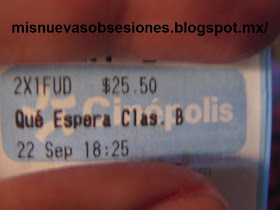 misnuevasobsesiones.blogspot.mx/
2X1FUD $25.50
Cinépolis
Qué Espera Clas. B
22 Sep 18:25